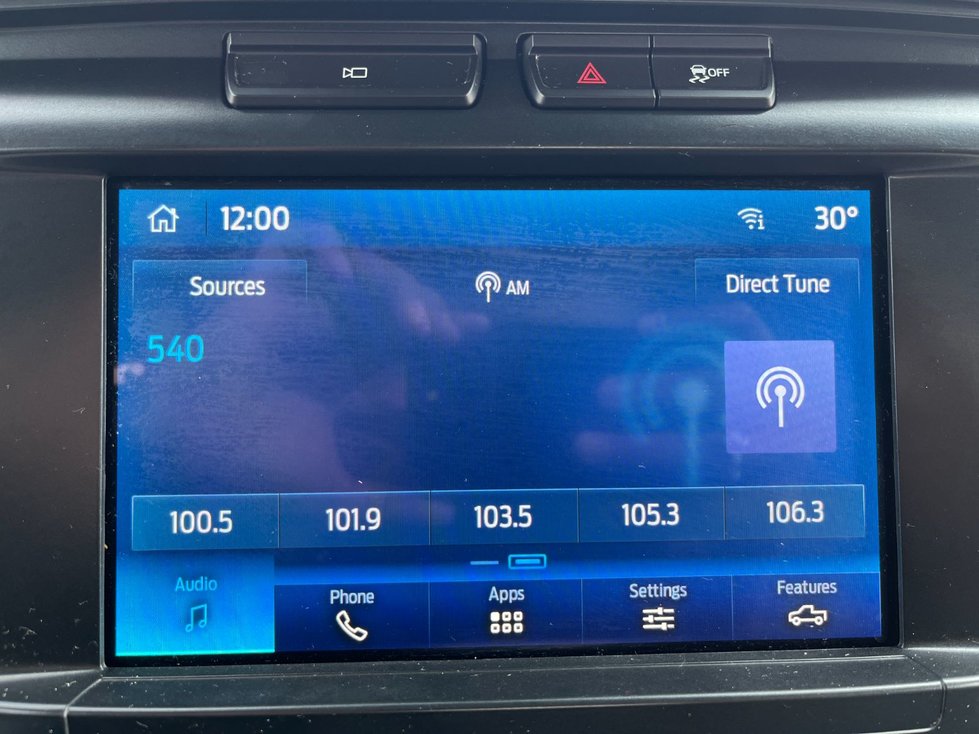 OFF
12:00
30°
Sources
AM
Direct Tune
540
100.5
101.9
103.5
105.3
106.3
Audio
Phone
Apps
Settings
Features